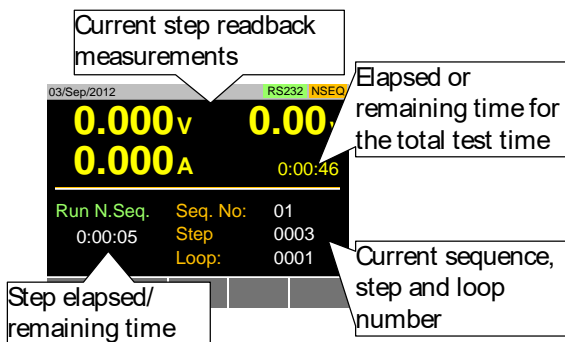 Current step readback
measurements
03/Sep/2012
RS232 NSEQ
0.000V
0.00
0.000A
0:00:46
Elapsed or
remaining time for
the total test time
Run N.Seq.
0:00:05
Seq. No: 01
Step 0003
Loop: 0001
Step elapsed/
remaining time
Current sequence,
step and loop
number